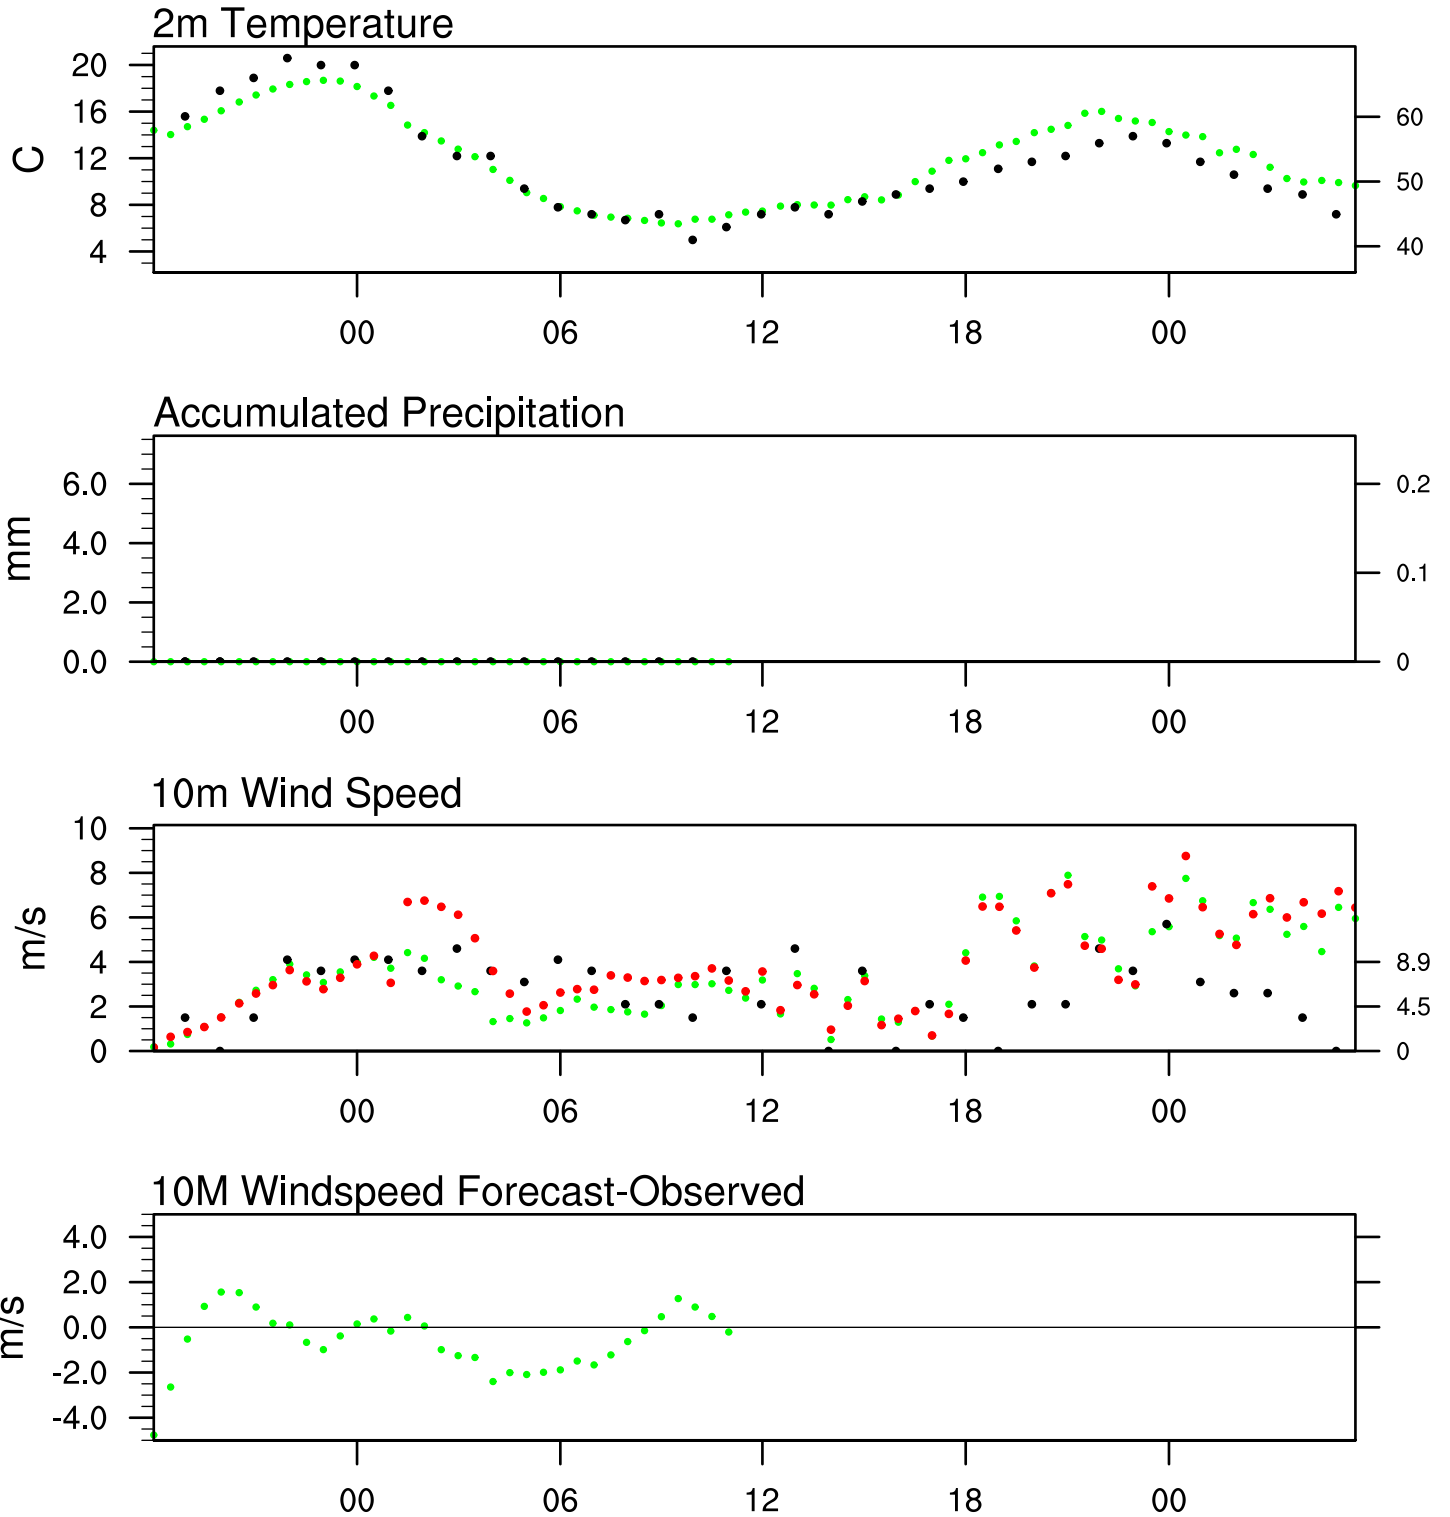 2m Temperature
20
16
12
8
4
C
60
50
40
00 06 12 18 00
Accumulated Precipitation
6.0
4.0
2.0
0.0
mm
0.2
0.1
0
00 06 12 18 00
10m Wind Speed
10
8
6
4
2
0
m/s
8.9
4.5
0
00 06 12 18 00
10M Windspeed Forecast-Observed
4.0
2.0
0.0
-2.0
-4.0
m/s
00 06 12 18 00